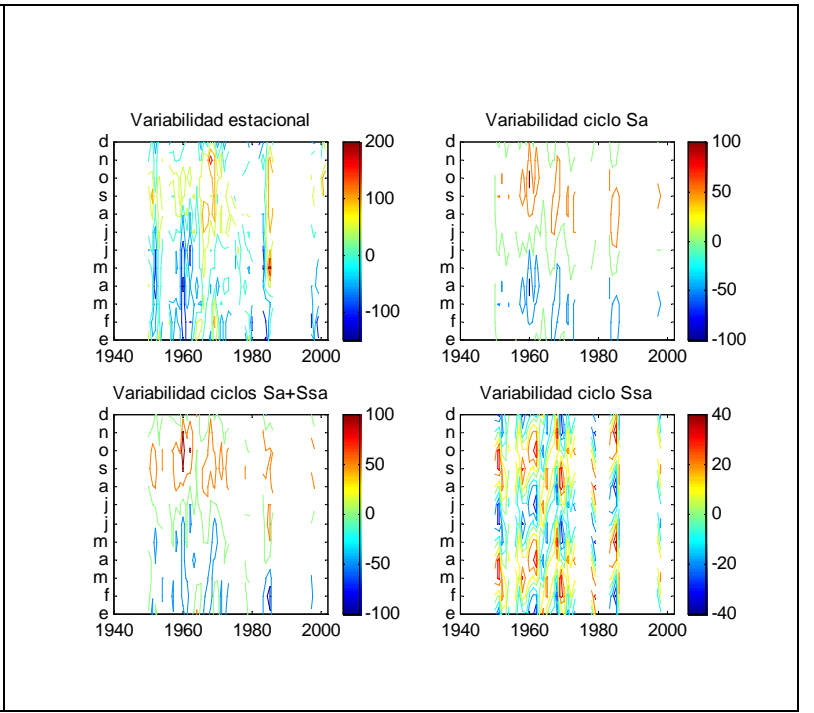 Variabilidad estacional
d
n
o
s
a
j
j
m
a
m
f
e
1940 1960 1980 2000
200
100
0
-100
Variabilidad ciclo Sa
d
n
o
s
a
j
j
m
a
m
f
e
1940 1960 1980 2000
100
50
0
-50
-100
Variabilidad ciclos Sa+Ssa
d
n
o
s
a
j
j
m
a
m
f
e
1940 1960 1980 2000
100
50
0
-50
-100
Variabilidad ciclo Ssa
d
n
o
s
a
j
j
m
a
m
f
e
1940 1960 1980 2000
40
20
0
-20
-40